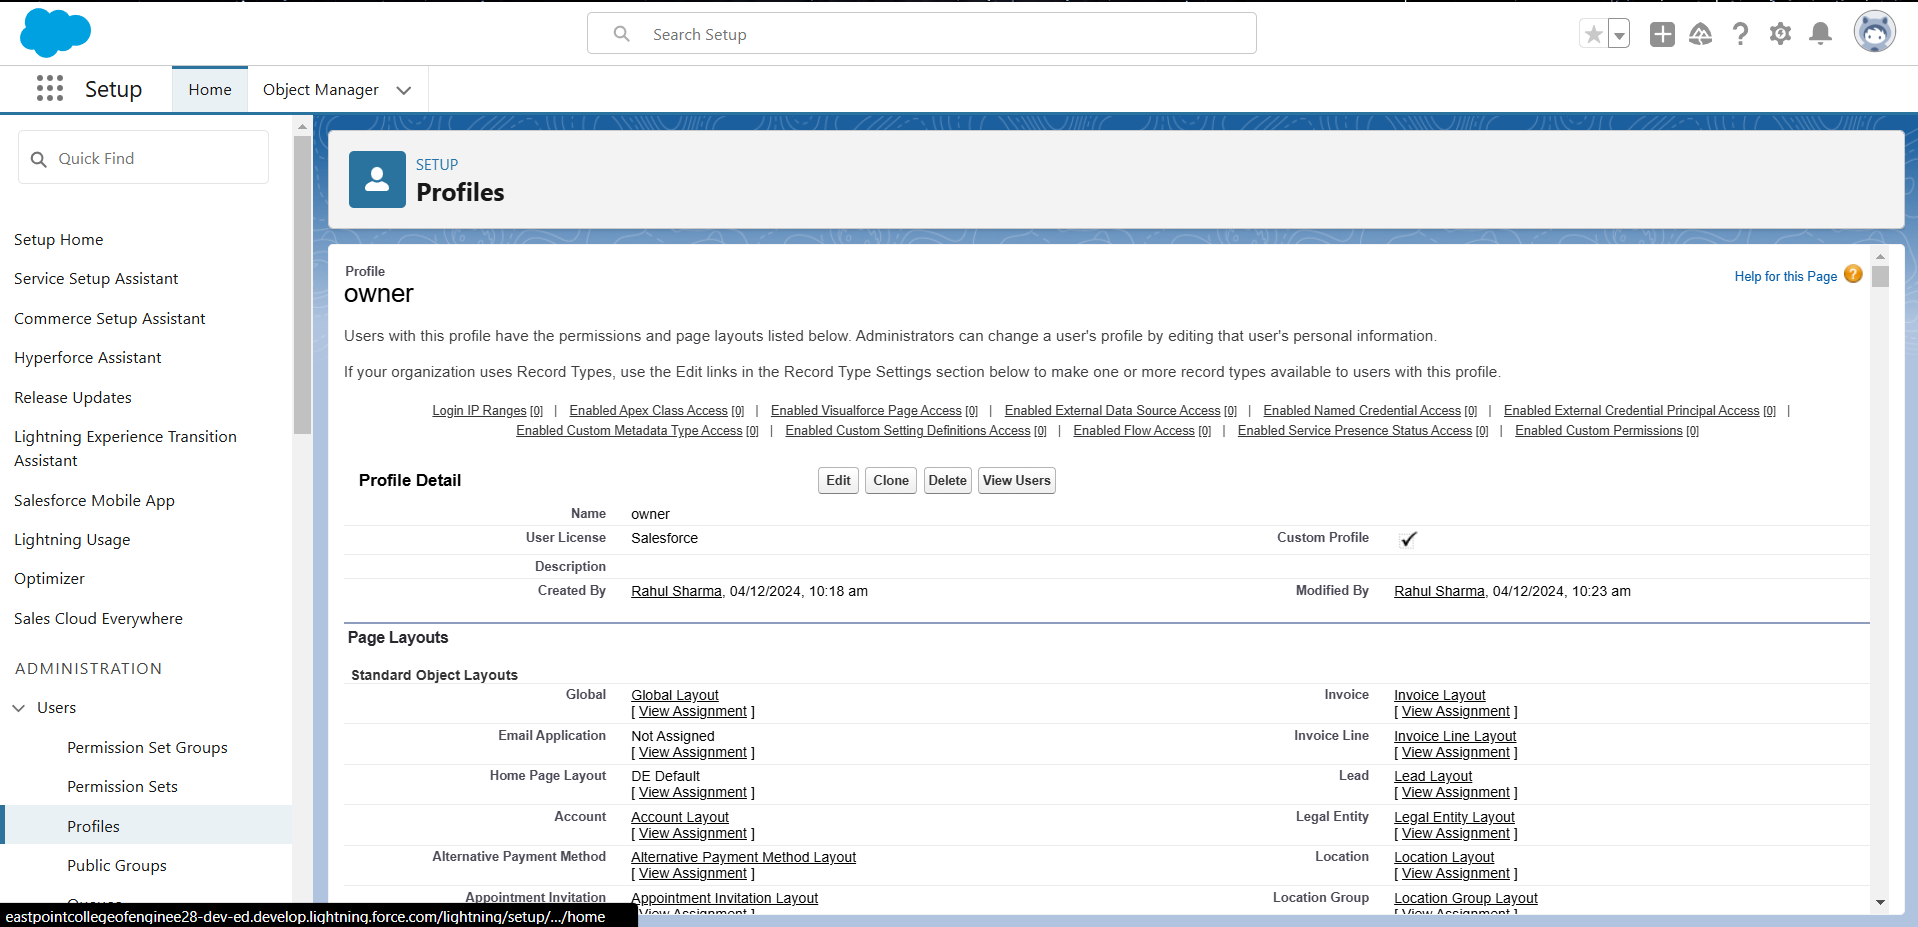 Search Setup
Setup
Home
Object Manager
Quick Find
Setup Home
Service Setup Assistant
Commerce Setup Assistant
Hyperforce Assistant
Release Updates
Lightning Experience Transition
Assistant
Salesforce Mobile App
Lightning Usage
Optimizer
Sales Cloud Everywhere
ADMINISTRATION
Users
Permission Set Groups
Permission Sets
Profiles
Public Groups
SETUP
Profiles
Profile
owner
Help for this Page ?
Users with this profile have the permissions and page layouts listed below. Administrators can change a user's profile by editing that user's personal information.
If your organization uses Record Types, use the Edit links in the Record Type Settings section below to make one or more record types available to users with this profile.
Login IP Ranges [0] | Enabled Apex Class Access [0] | Enabled Visualforce Page Access [0] | Enabled External Data Source Access [0] | Enabled Named Credential Access [0] | Enabled External Credential Principal Access [0] |
Enabled Custom Metadata Type Access [0] | Enabled Custom Setting Definitions Access [0] | Enabled Flow Access [0] | Enabled Service Presence Status Access [0] | Enabled Custom Permissions [0]
Profile Detail Edit Clone Delete View Users
Name owner
User License Salesforce Custom Profile
Description
Created By Rahul Sharma, 04/12/2024, 10:18 am Modified By Rahul Sharma, 04/12/2024, 10:23 am
Page Layouts
Standard Object Layouts
Global Global Layout Invoice Invoice Layout
[ View Assignment ] [ View Assignment ]
Email Application Not Assigned Invoice Line Invoice Line Layout
[ View Assignment ] [ View Assignment ]
Home Page Layout DE Default Lead Lead Layout
[ View Assignment ] [ View Assignment ]
Account Account Layout Legal Entity Legal Entity Layout
[ View Assignment ] [ View Assignment ]
Alternative Payment Method Alternative Payment Method Layout Location Location Layout
[ View Assignment ] [ View Assignment ]
Appointment Invitation Appointment Invitation Layout Location Group Location Group Layout
[ View Assignment ] [ View Assignment ]
eastpointcollegeofenginee28-dev-ed.develop.lightning.force.com/lightning/setup/.../home